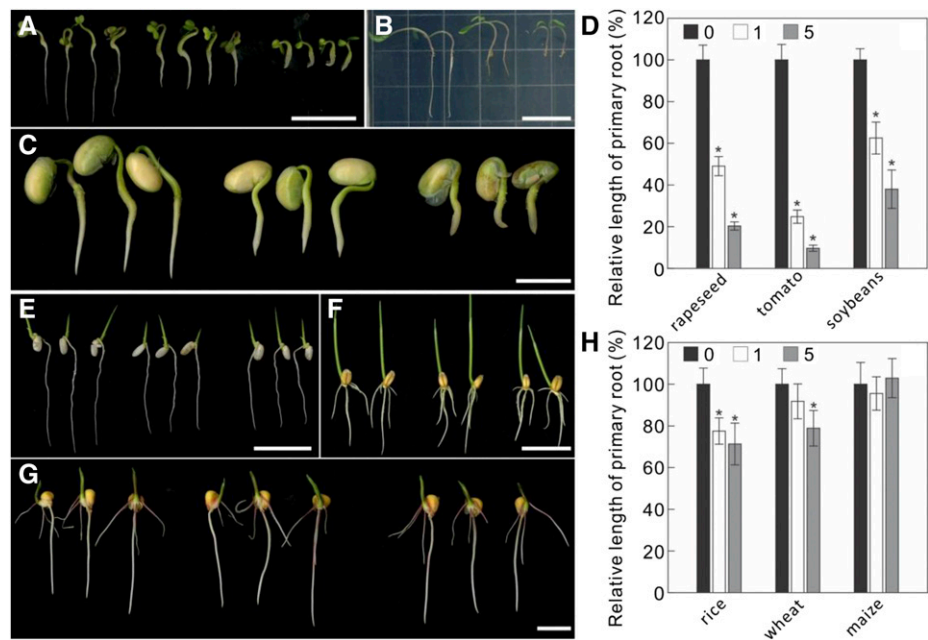 A
B
C
D
Relative length of primary root (%)
120
100
80
60
40
20
0
0 1 5
* * * * * *
rapeseed tomato soybeans
E
F
G
H
Relative length of primary root (%)
120
100
80
60
40
20
0
0 1 5
* * *
rice wheat maize